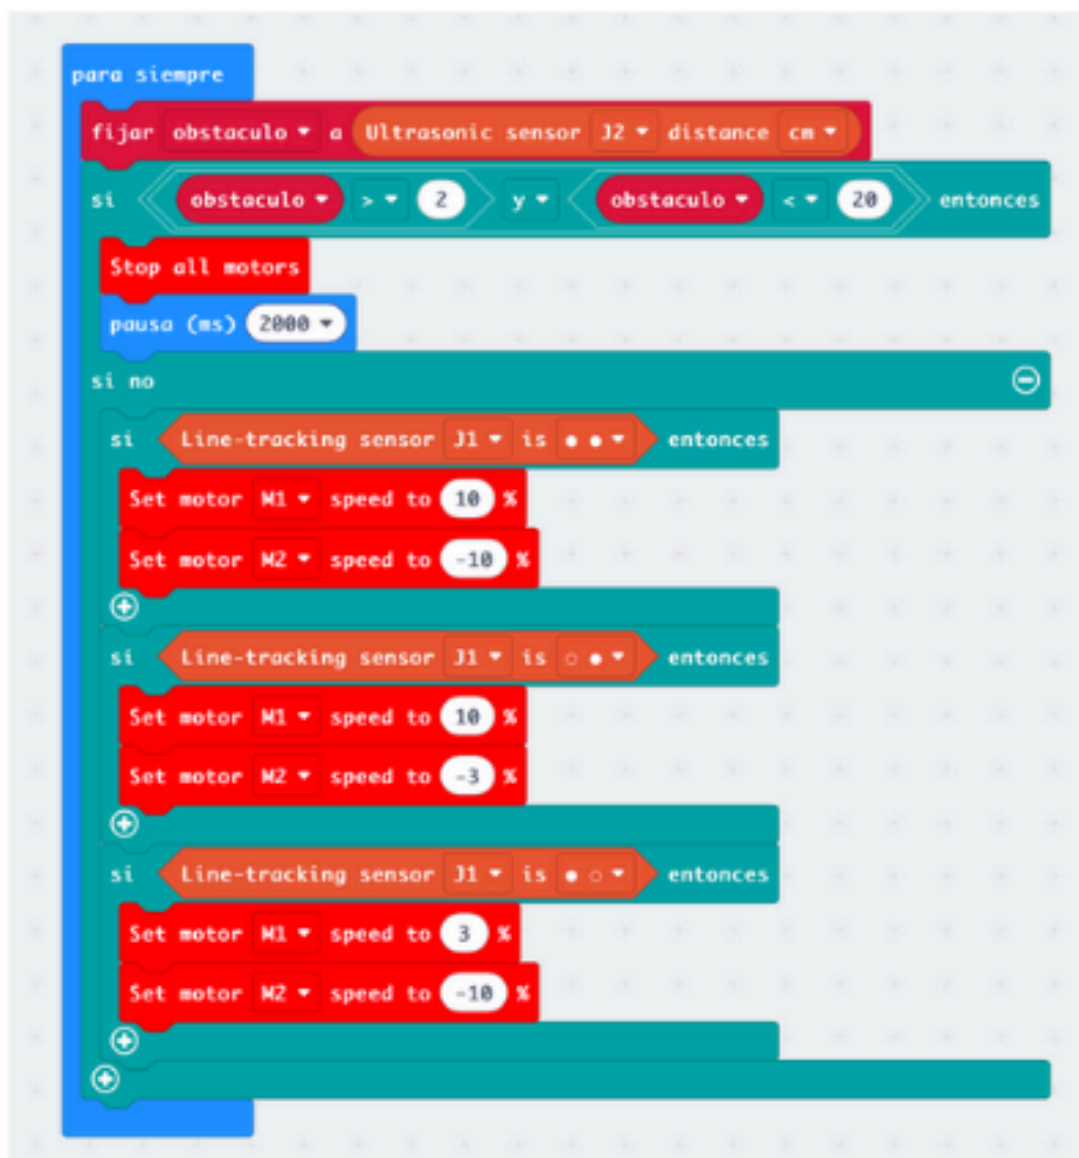 para siempre
fijar obstaculo a Ultrasonic sensor J2 distance cm
si obstaculo > 2 y obstaculo < 20 entonces
Stop all motors
pausa (ms) 2000
si no
si Line-tracking sensor J1 is ● ● entonces
Set motor M1 speed to 10 %
Set motor M2 speed to -10 %
si Line-tracking sensor J1 is ○ ● entonces
Set motor M1 speed to 10 %
Set motor M2 speed to -3 %
si Line-tracking sensor J1 is ● ○ entonces
Set motor M1 speed to 3 %
Set motor M2 speed to -10 %